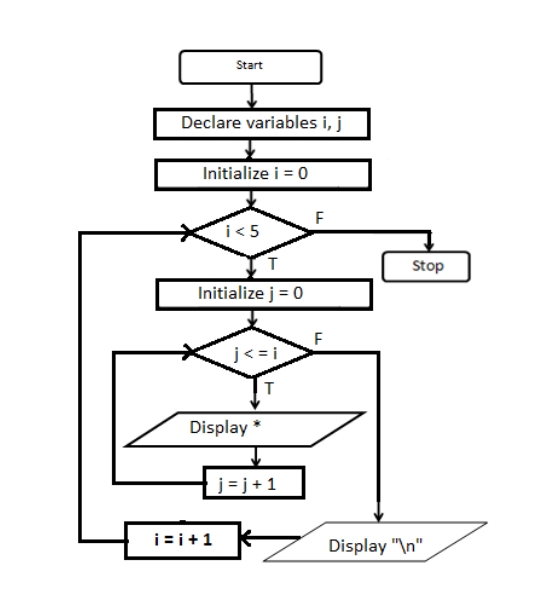 Start
Declare variables i, j
Initialize i = 0
i < 5
F
Stop
T
Initialize j = 0
j < = i
F
T
Display *
j = j + 1
i = i + 1
Display "\n"